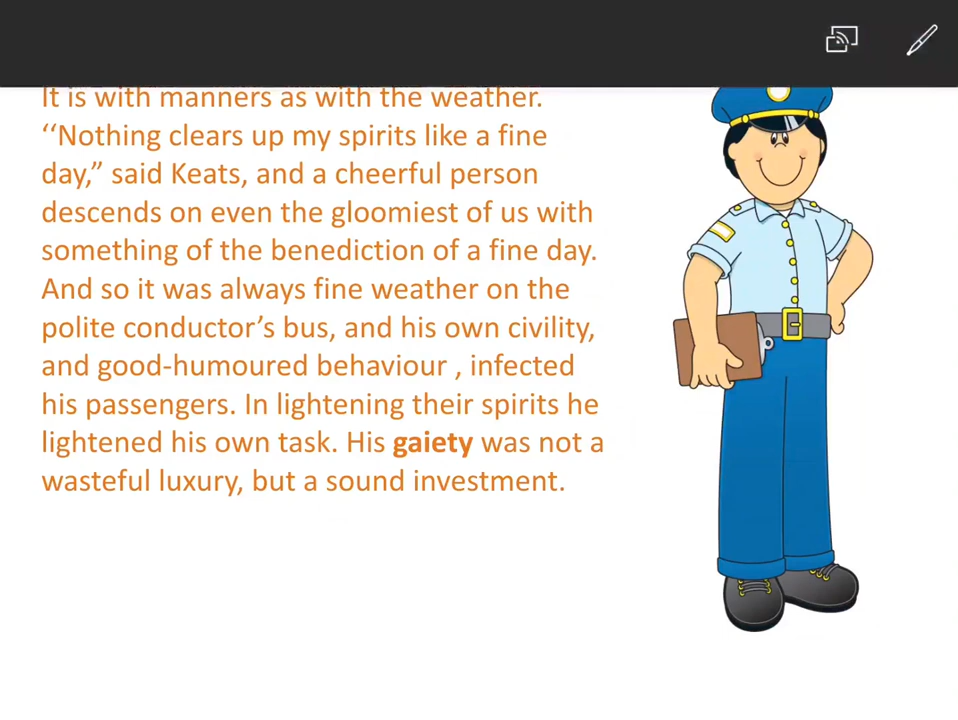 It is with manners as with the weather.
‘‘Nothing clears up my spirits like a fine
day,” said Keats, and a cheerful person
descends on even the gloomiest of us with
something of the benediction of a fine day.
And so it was always fine weather on the
polite conductor’s bus, and his own civility,
and good-humoured behaviour , infected
his passengers. In lightening their spirits he
lightened his own task. His gaiety was not a
wasteful luxury, but a sound investment.